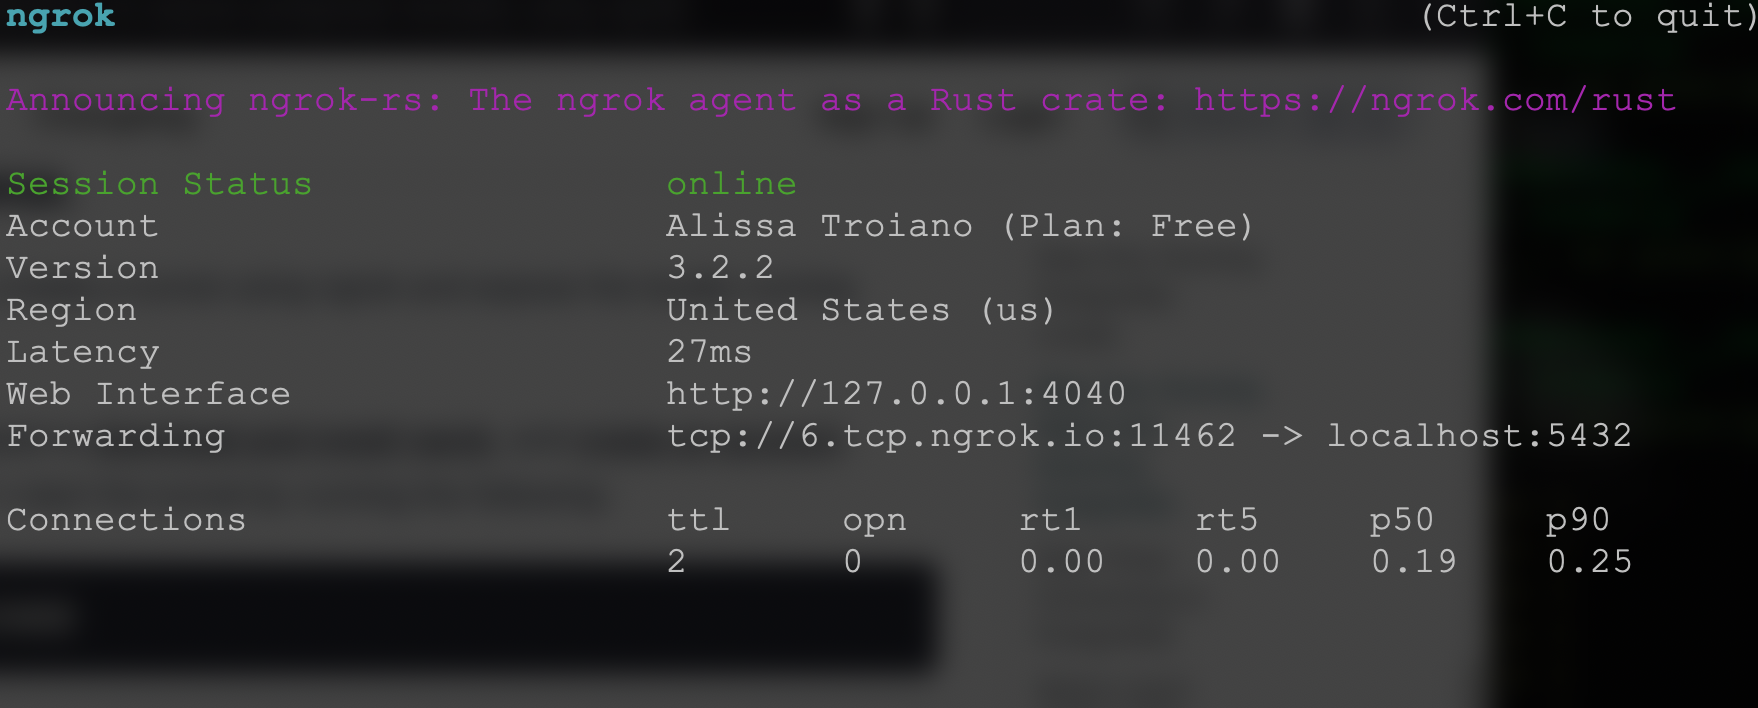 ngrok (Ctrl+C to quit)
Announcing ngrok-rs: The ngrok agent as a Rust crate: https://ngrok.com/rust
Session Status online
Account Alissa Troiano (Plan: Free)
Version 3.2.2
Region United States (us)
Latency 27ms
Web Interface http://127.0.0.1:4040
Forwarding tcp://6.tcp.ngrok.io:11462 -> localhost:5432
Connections ttl opn rt1 rt5 p50 p90
2 0 0.00 0.00 0.19 0.25